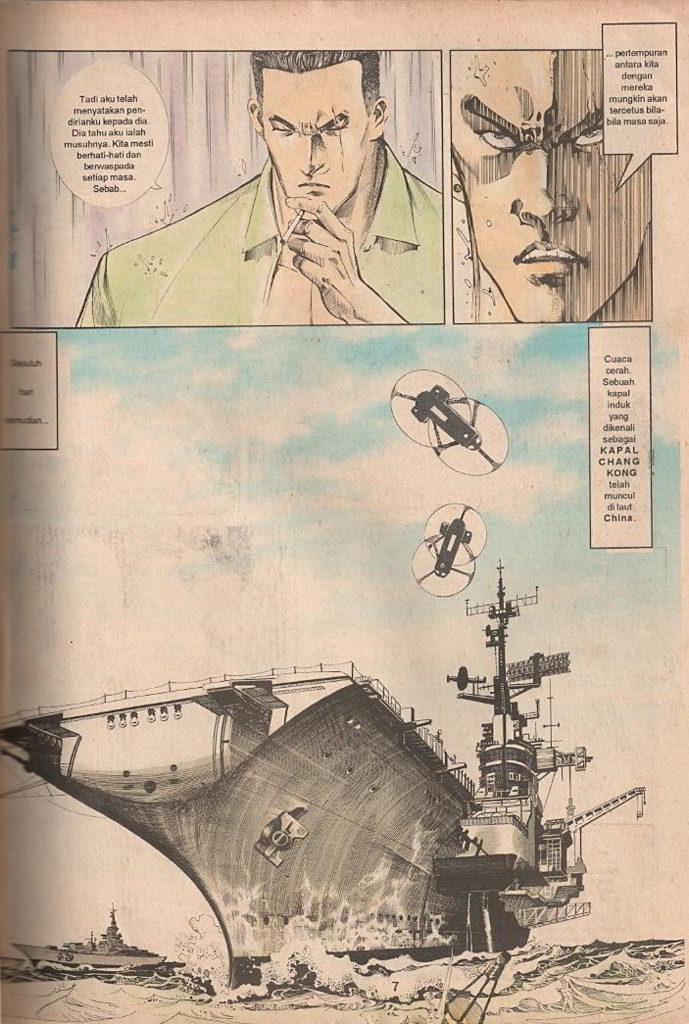 Tadi aku telah
menyatakan pen-
dirianku kepada dia.
Dia tahu aku ialah
musuhnya. Kita mesti
berhati-hati dan
berwaspada
setiap masa.
Sebab...
... pertempuran
antara kita
dengan
mereka
mungkin akan
tercetus bila-
bila masa saja.
Sepuluh
hari
kemudian...
Cuaca
cerah.
Sebuah
kapal
induk
yang
dikenali
sebagai
KAPAL
CHANG
KONG
telah
muncul
di laut
China.
7